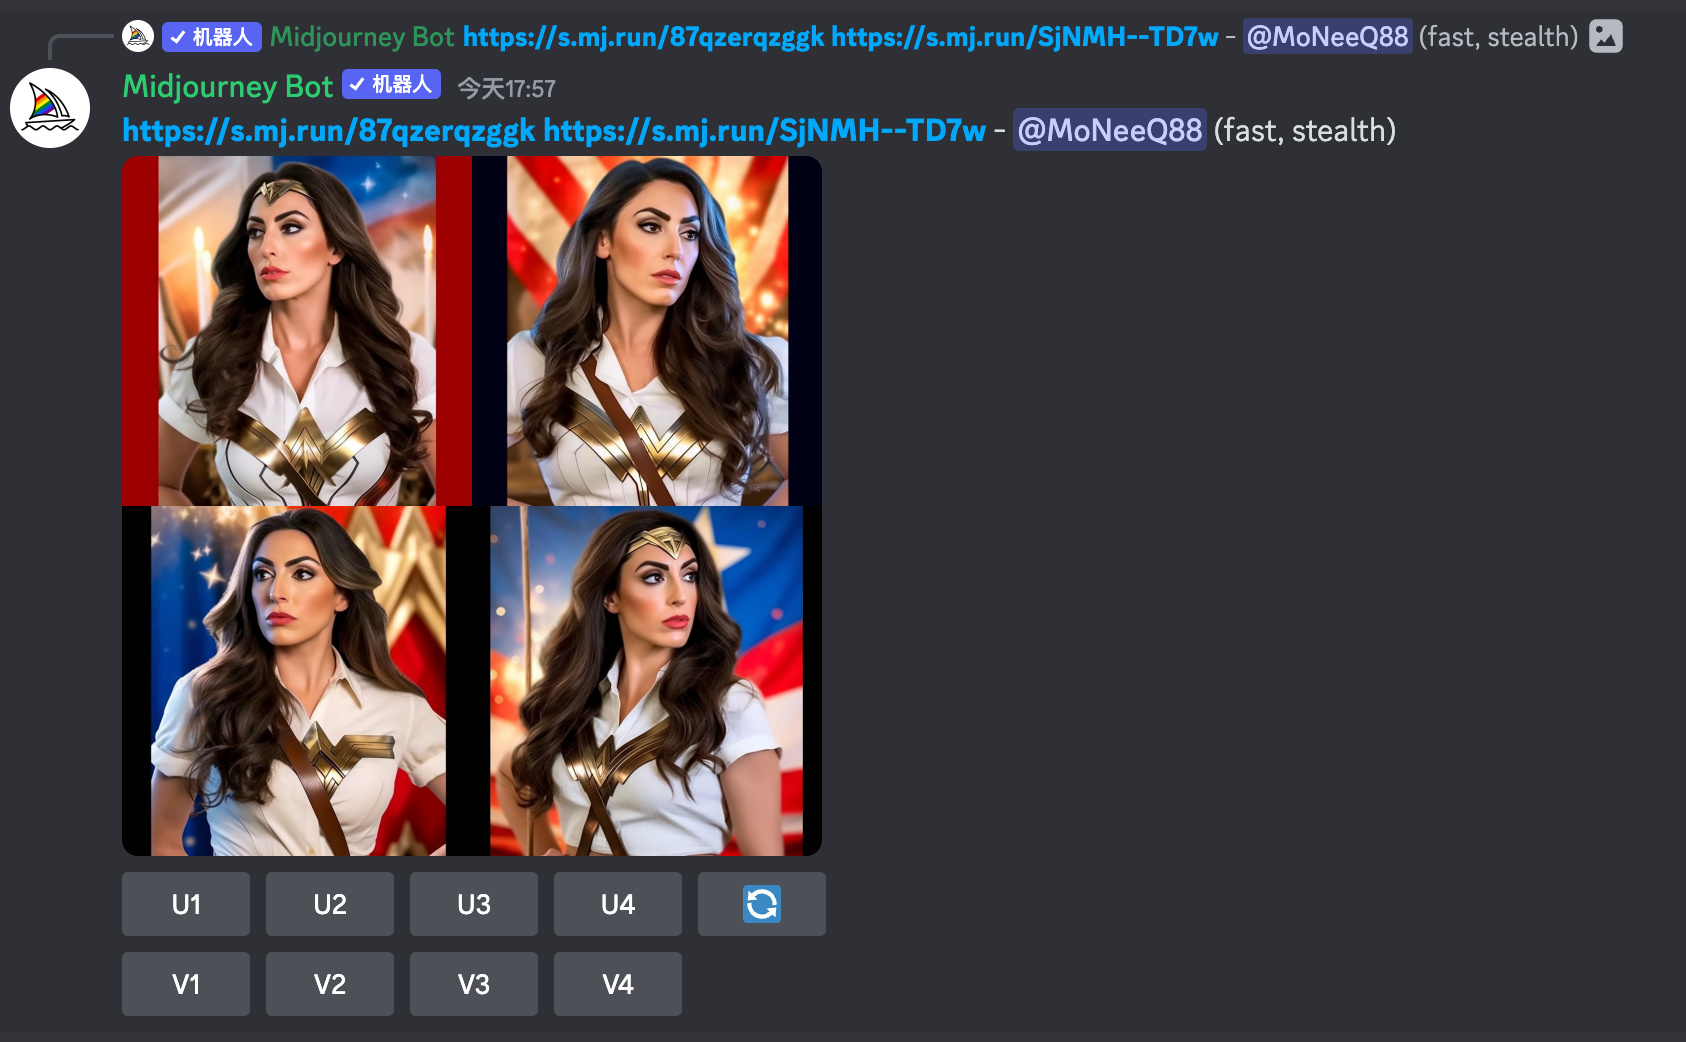 ✓ 机器人 Midjourney Bot https://s.mj.run/87qzerqzggk https://s.mj.run/SjNMH--TD7w - @MoNeeQ88 (fast, stealth)
Midjourney Bot ✓ 机器人 今天17:57
https://s.mj.run/87qzerqzggk https://s.mj.run/SjNMH--TD7w - @MoNeeQ88 (fast, stealth)
U1 U2 U3 U4
V1 V2 V3 V4